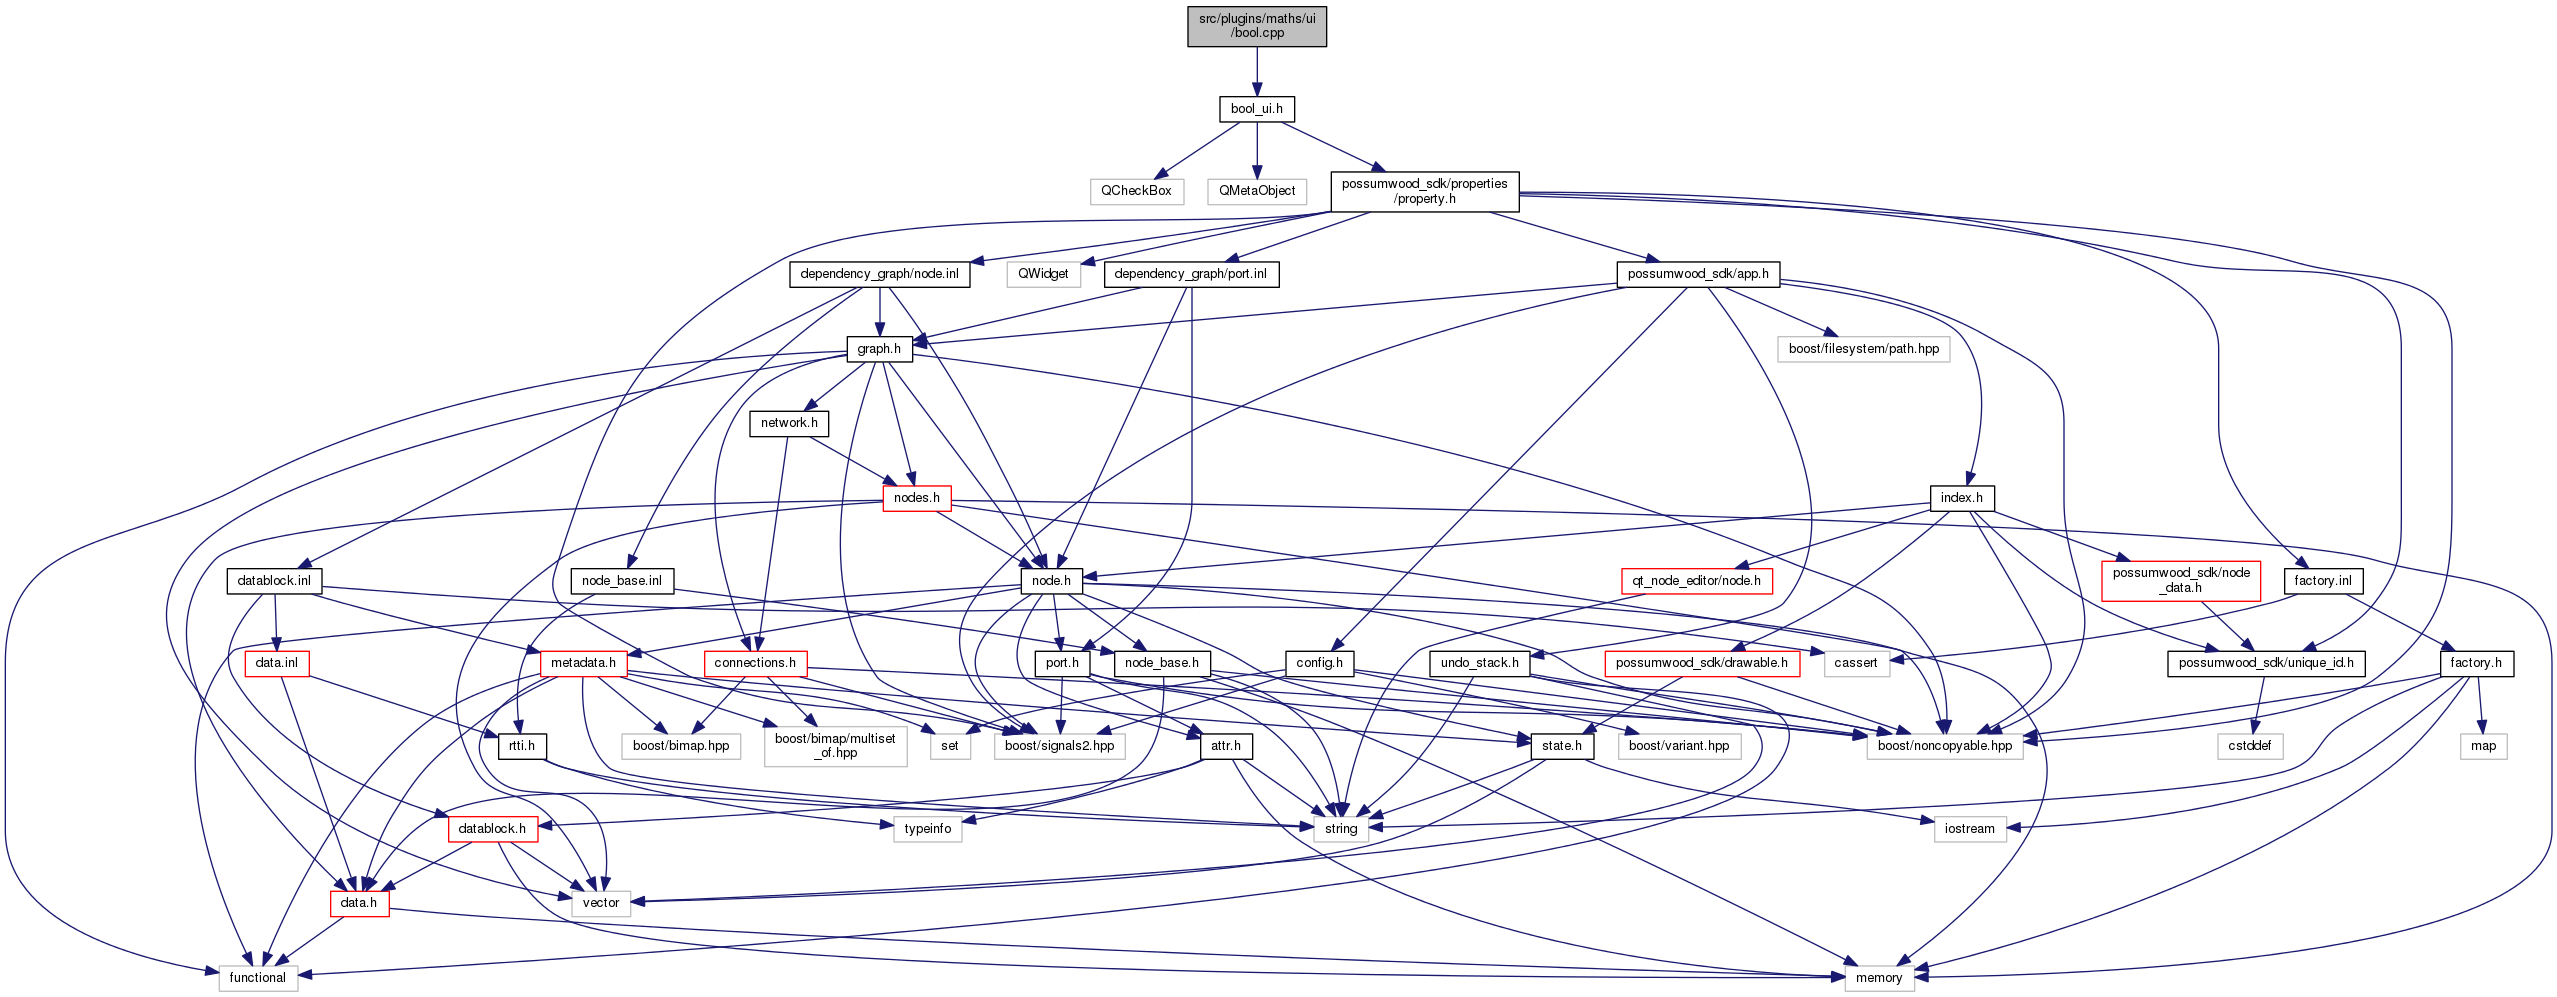 src/plugins/maths/ui
/bool.cpp
bool_ui.h
QCheckBox
QMetaObject
possumwood_sdk/properties
/property.h
dependency_graph/node.inl
QWidget
dependency_graph/port.inl
possumwood_sdk/app.h
graph.h
boost/filesystem/path.hpp
network.h
nodes.h
index.h
datablock.inl
node_base.inl
node.h
qt_node_editor/node.h
possumwood_sdk/node
_data.h
factory.inl
data.inl
metadata.h
connections.h
port.h
node_base.h
config.h
undo_stack.h
possumwood_sdk/drawable.h
cassert
possumwood_sdk/unique_id.h
factory.h
rtti.h
boost/bimap.hpp
boost/bimap/multiset
_of.hpp
set
boost/signals2.hpp
attr.h
state.h
boost/variant.hpp
boost/noncopyable.hpp
cstddef
map
datablock.h
typeinfo
string
iostream
data.h
vector
functional
memory